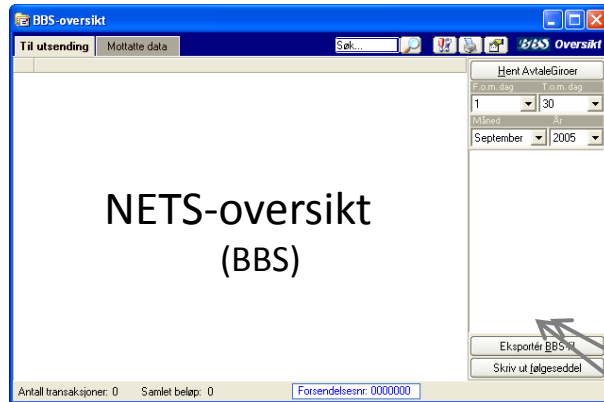 BBS-oversikt
Til utsending Mottatte data Søk... BBS Oversikt
Hent AvtaleGiroer
F.o.m. dag T.o.m. dag
1 30
Måned År
September 2005
NETS-oversikt
(BBS)
Eksportér BBS-fil
Skriv ut følgeseddel
Antall transaksjoner: 0 Samlet beløp: 0 Forsendelsesnr: 0000000